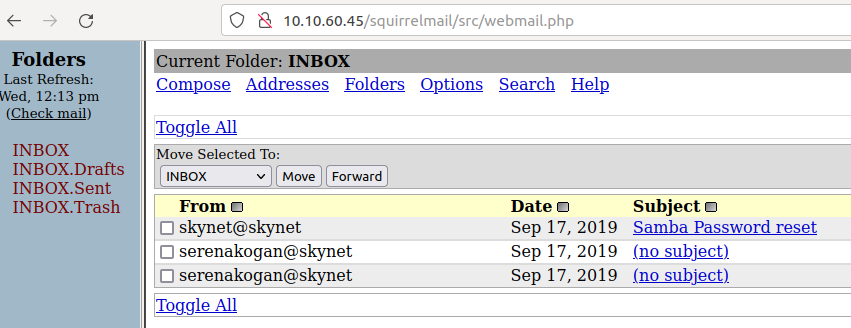 10.10.60.45/squirrelmail/src/webmail.php
Folders
Last Refresh:
Wed, 12:13 pm
(Check mail)
INBOX
INBOX.Drafts
INBOX.Sent
INBOX.Trash
Current Folder: INBOX
Compose Addresses Folders Options Search Help
Toggle All
Move Selected To:
INBOX Move Forward
From Date Subject
skynet@skynet Sep 17, 2019 Samba Password reset
serenakogan@skynet Sep 17, 2019 (no subject)
serenakogan@skynet Sep 17, 2019 (no subject)
Toggle All